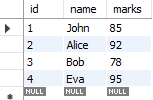 id name marks
1 John 85
2 Alice 92
3 Bob 78
4 Eva 95
NULL NULL NULL